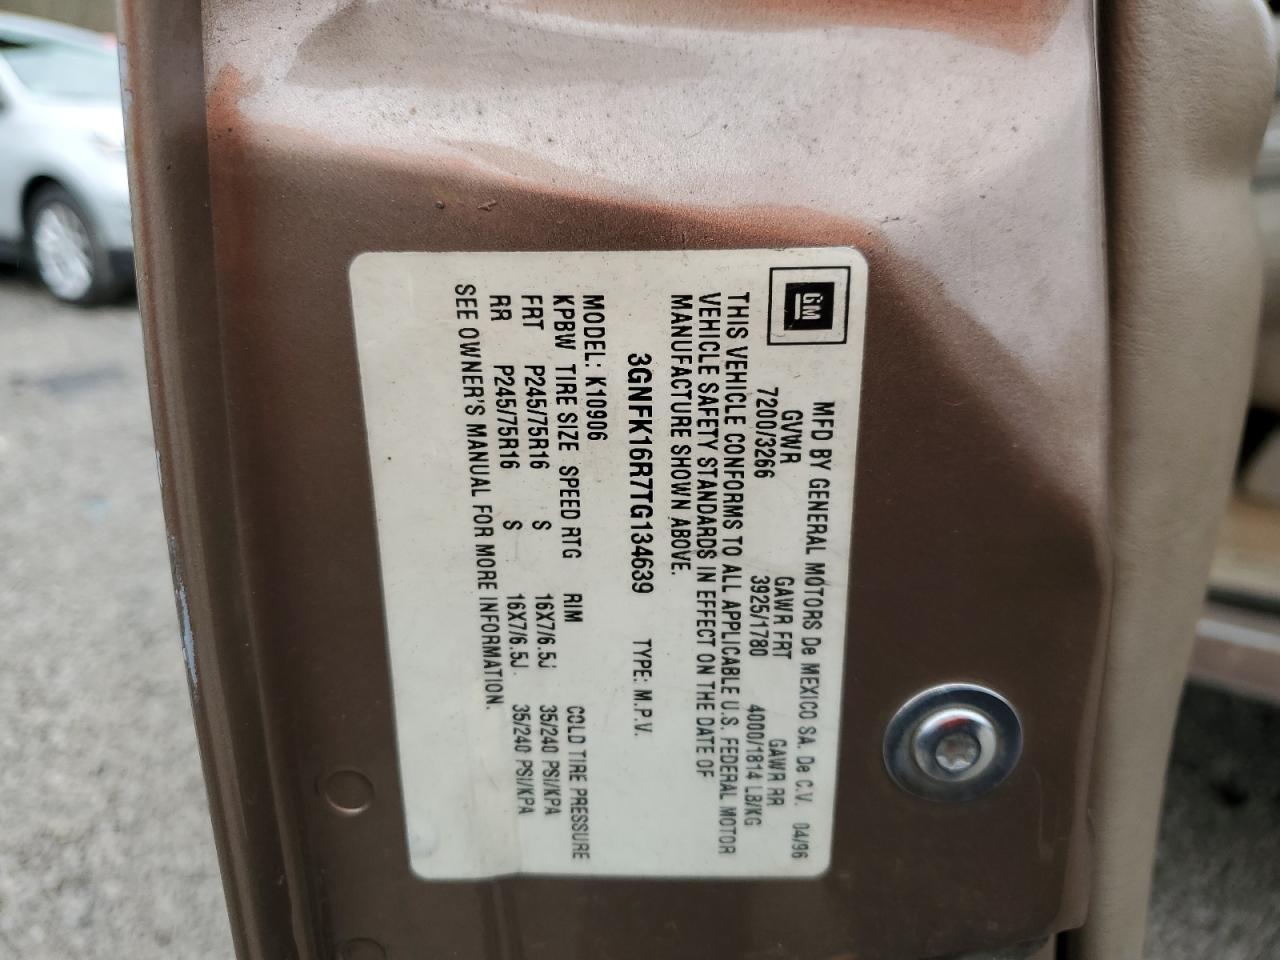 GM
MFD BY GENERAL MOTORS De MEXICO SA. De C.V. 04/96
GVWR GAWR FRT GAWR RR
7200/3266 3925/1780 4000/1814 LB/KG
THIS VEHICLE CONFORMS TO ALL APPLICABLE U.S. FEDERAL MOTOR
VEHICLE SAFETY STANDARDS IN EFFECT ON THE DATE OF
MANUFACTURE SHOWN ABOVE.
3GNFK16R7TG134639 TYPE: M.P.V.
MODEL: K10906
KPBW TIRE SIZE SPEED RTG RIM COLD TIRE PRESSURE
FRT P245/75R16 S 16X7/6.5J 35/240 PSI/KPA
RR P245/75R16 S 16X7/6.5J 35/240 PSI/KPA
SEE OWNER'S MANUAL FOR MORE INFORMATION.